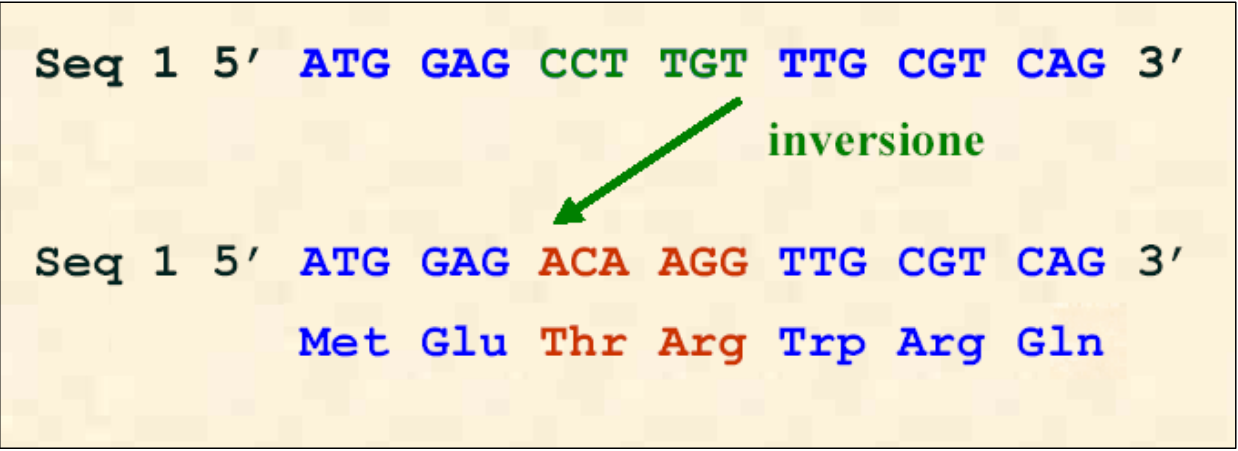 Seq 1 5’ ATG GAG CCT TGT TTG CGT CAG 3’
inversione
Seq 1 5’ ATG GAG ACA AGG TTG CGT CAG 3’
Met Glu Thr Arg Trp Arg Gln